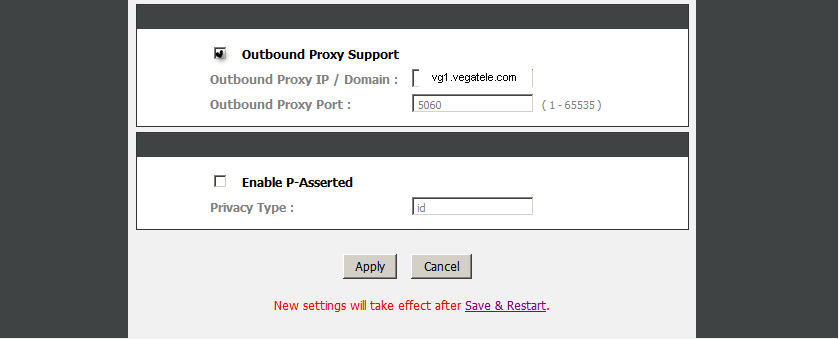 Outbound Proxy Support
Outbound Proxy IP / Domain : vg1.vegatele.com
Outbound Proxy Port : 5060 ( 1 - 65535 )
Enable P-Asserted
Privacy Type : id
Apply Cancel
New settings will take effect after Save & Restart.